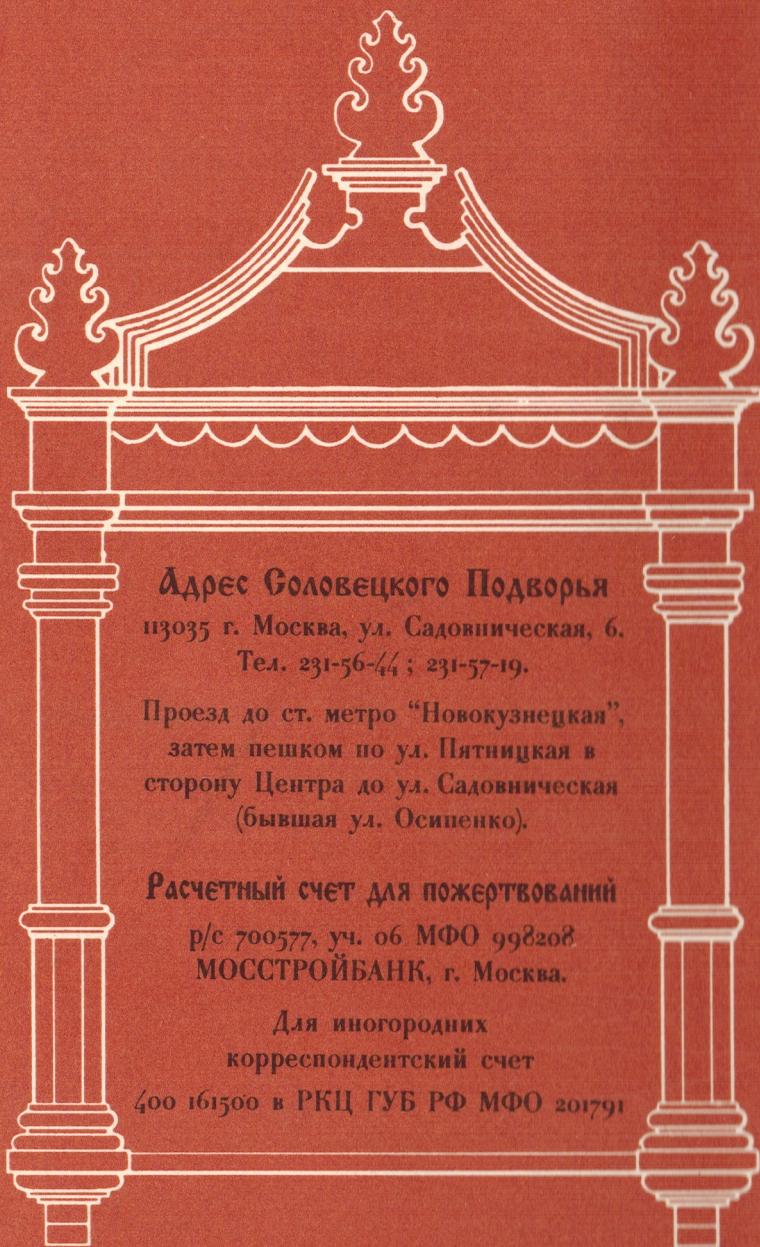 Адрес Соловецкого Подворья
113035 г. Москва, ул. Садовническая, 6.
Тел. 231-56-44 ; 231-57-19.
Проезд до ст. метро “Новокузнецкая”,
затем пешком по ул. Пятницкая в
сторону Центра до ул. Садовническая
(бывшая ул. Осипенко).
Расчетный счет для пожертвований
р/с 700577, уч. 06 МФО 998208
МОССТРОЙБАНК, г. Москва.
Для иногородних
корреспондентский счет
400 161500 в РКЦ ГУБ РФ МФО 201791